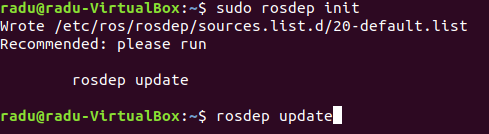 radu@radu-VirtualBox:~$ sudo rosdep init
Wrote /etc/ros/rosdep/sources.list.d/20-default.list
Recommended: please run

        rosdep update

radu@radu-VirtualBox:~$ rosdep update